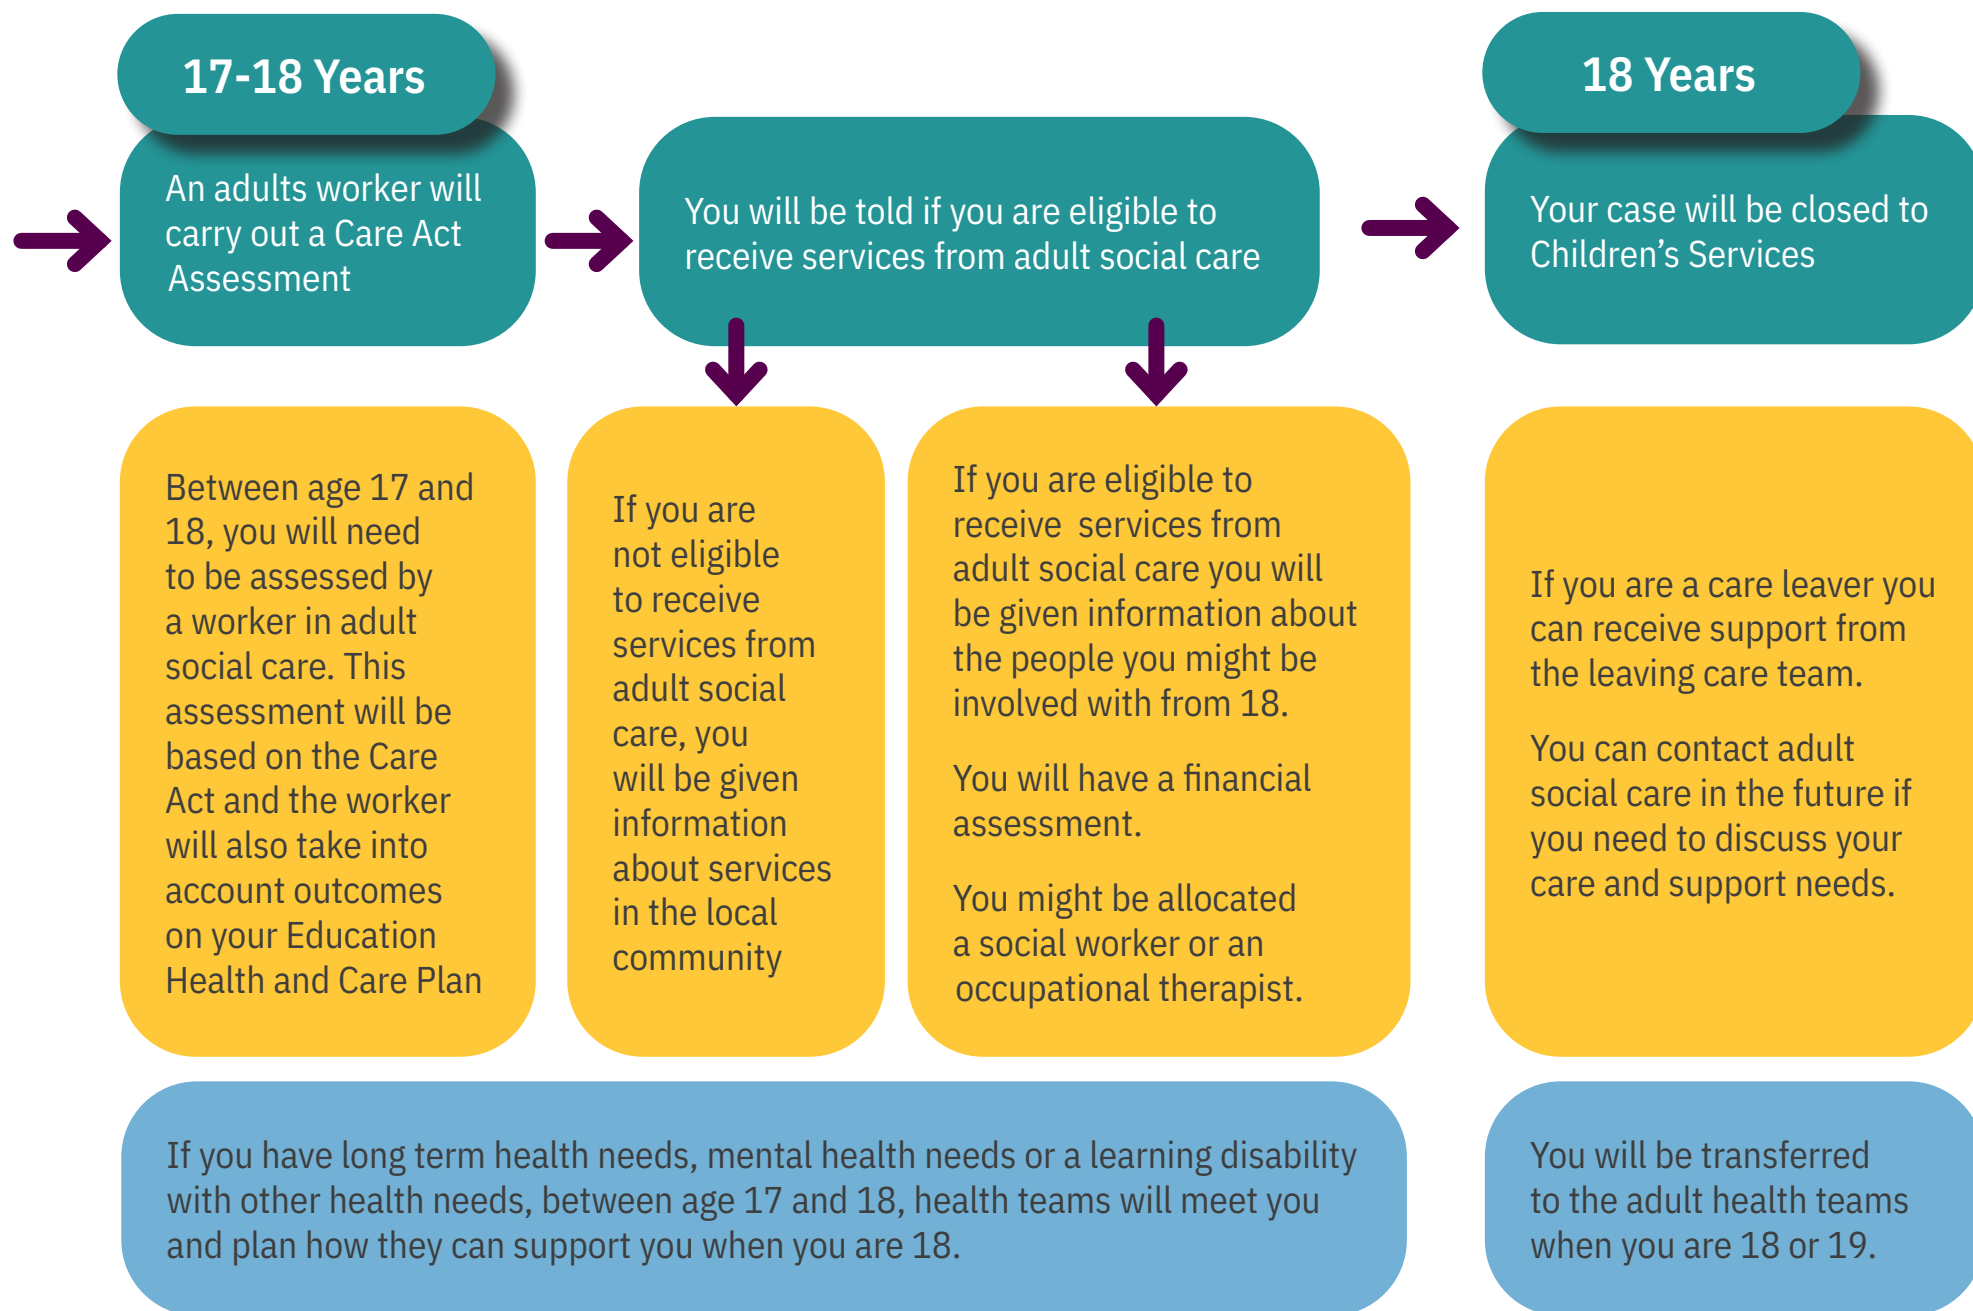 17-18 Years
An adults worker will
carry out a Care Act
Assessment
You will be told if you are eligible to
receive services from adult social care
18 Years
Your case will be closed to
Children’s Services
Between age 17 and
18, you will need
to be assessed by
a worker in adult
social care. This
assessment will be
based on the Care
Act and the worker
will also take into
account outcomes
on your Education
Health and Care Plan
If you are
not eligible
to receive
services from
adult social
care, you
will be given
information
about services
in the local
community
If you are eligible to
receive  services from
adult social care you will
be given information about
the people you might be
involved with from 18.
You will have a financial
assessment.
You might be allocated
a social worker or an
occupational therapist.
If you are a care leaver you
can receive support from
the leaving care team.
You can contact adult
social care in the future if
you need to discuss your
care and support needs.
If you have long term health needs, mental health needs or a learning disability
with other health needs, between age 17 and 18, health teams will meet you
and plan how they can support you when you are 18.
You will be transferred
to the adult health teams
when you are 18 or 19.